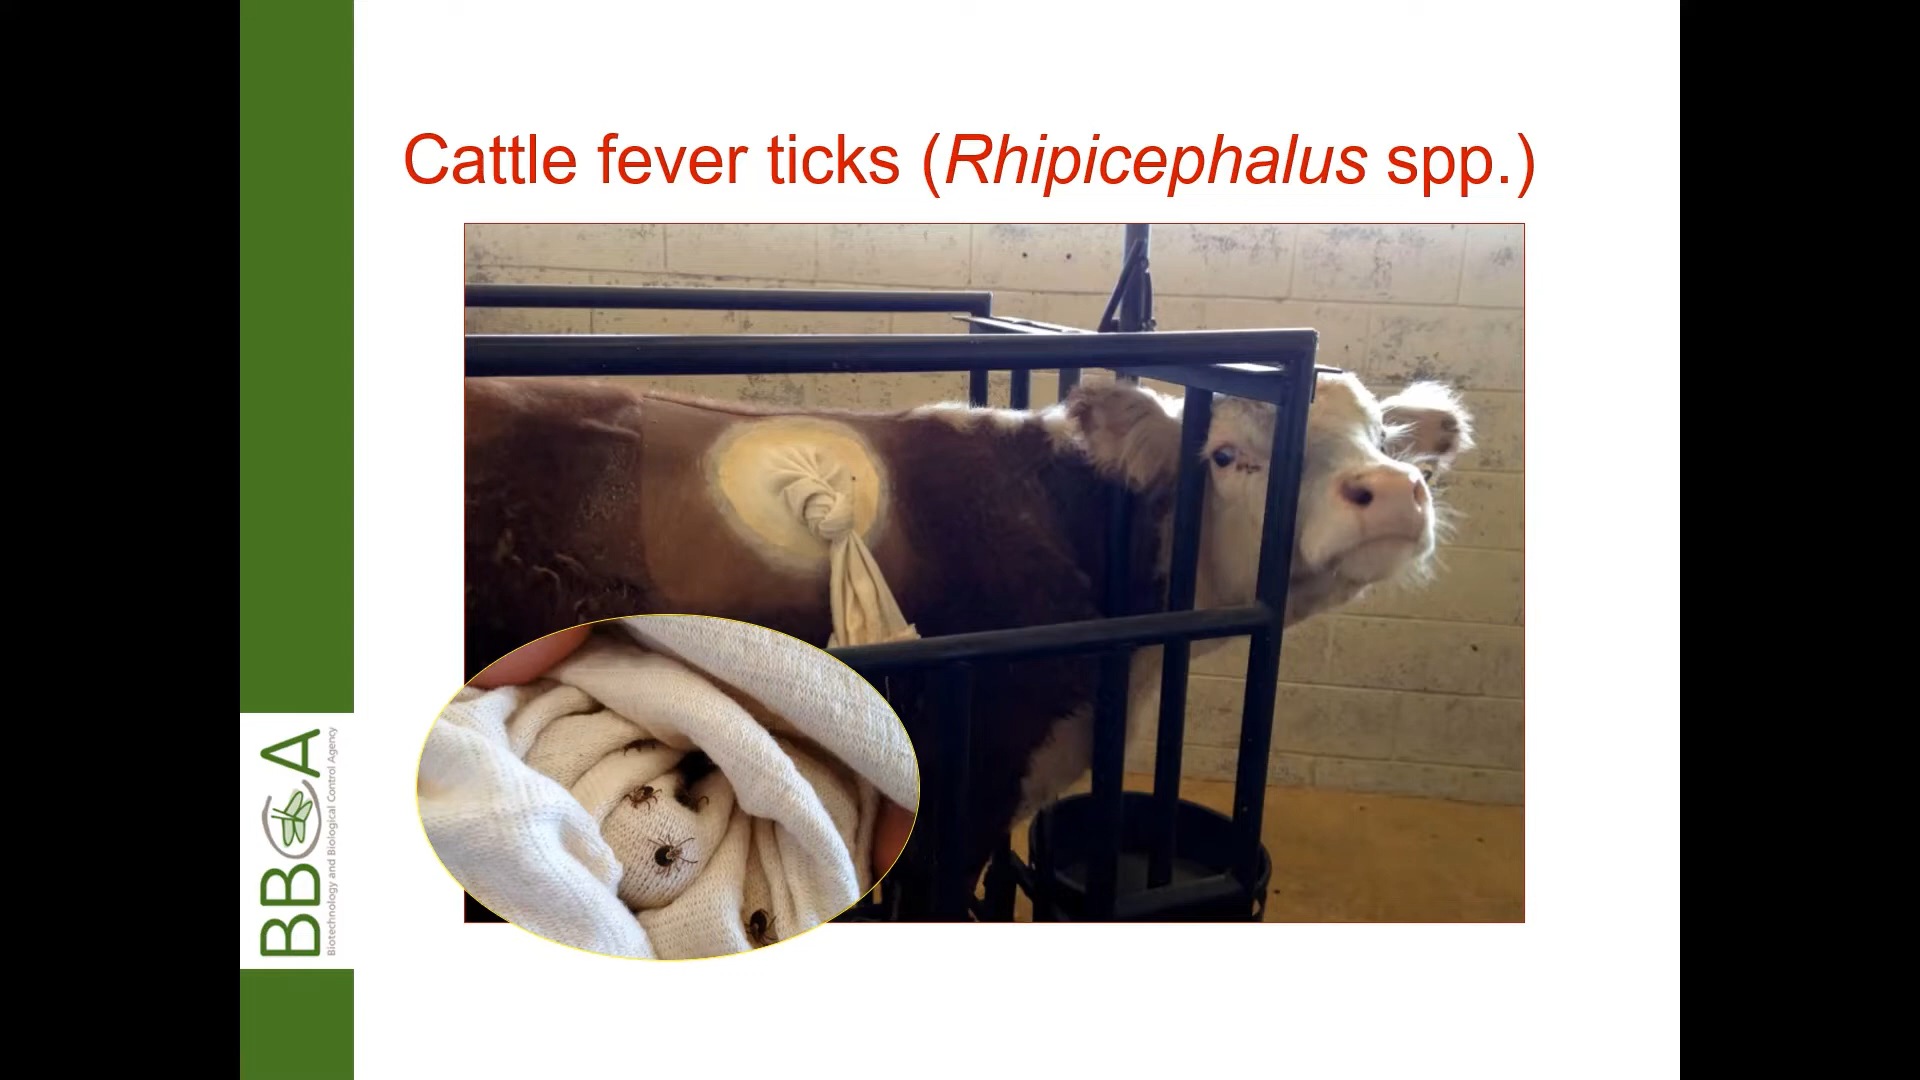 Cattle fever ticks (Rhipicephalus spp.)
BBCA
Biotechnology and Biological Control Agency